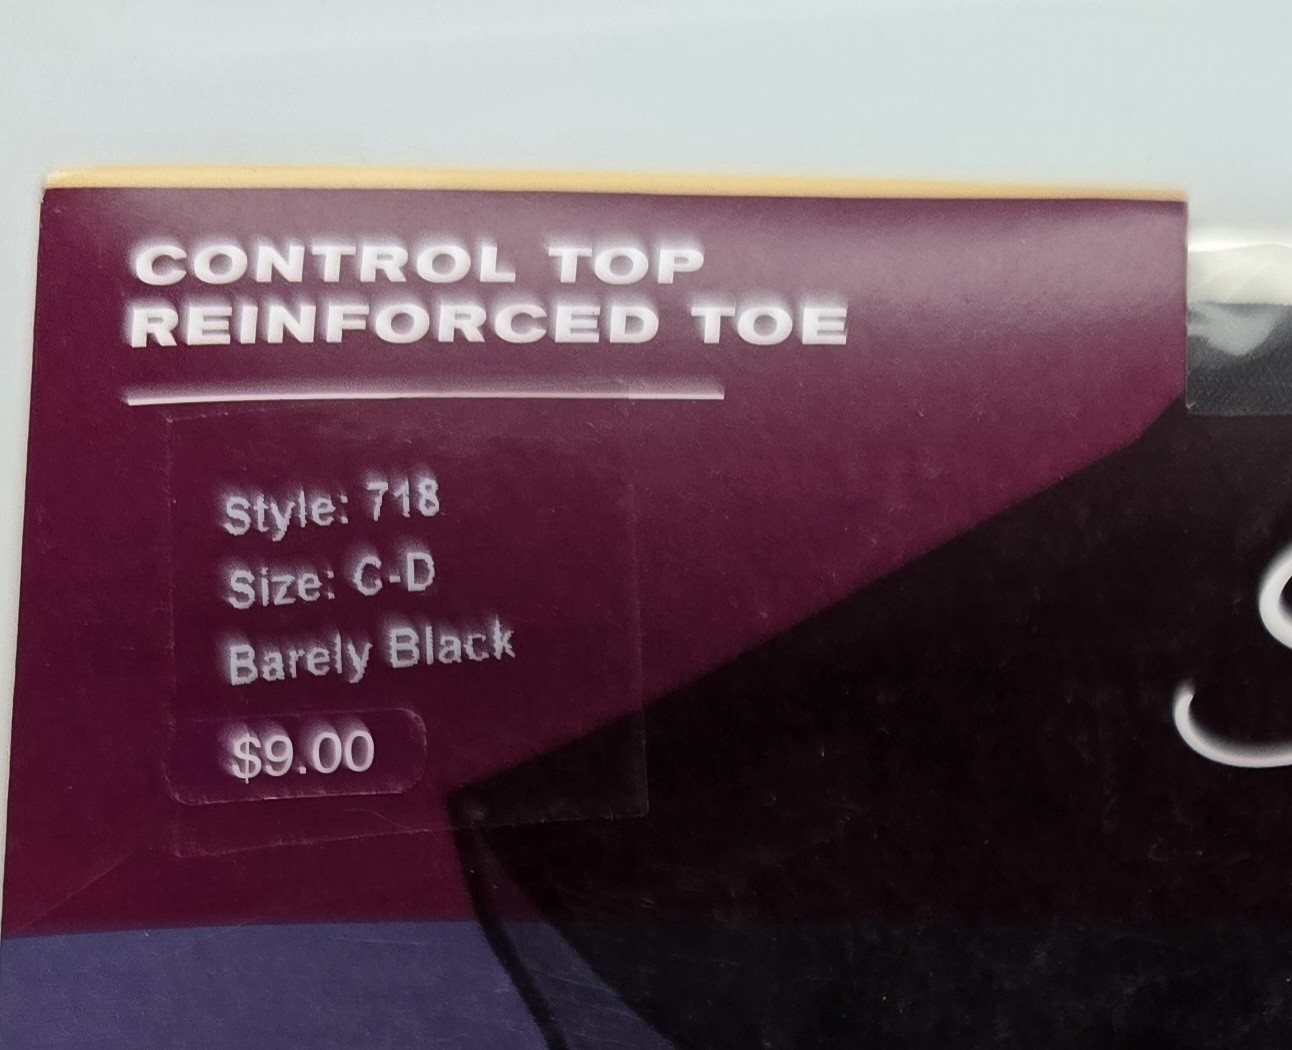 CONTROL TOP
REINFORCED TOE
Style: 718
Size: C-D
Barely Black
$9.00